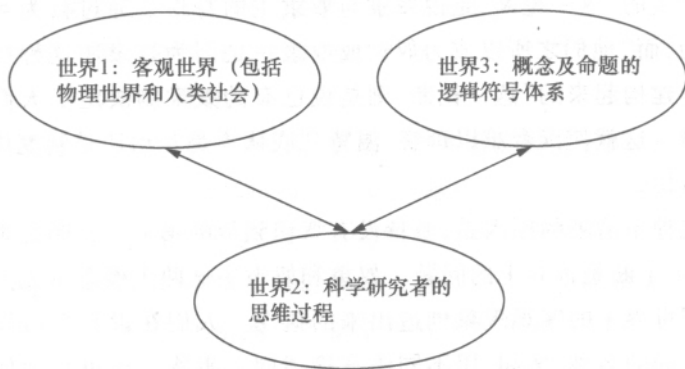 世界1：客观世界（包括
物理世界和人类社会）
世界3：概念及命题的
逻辑符号体系
世界2：科学研究者的
思维过程